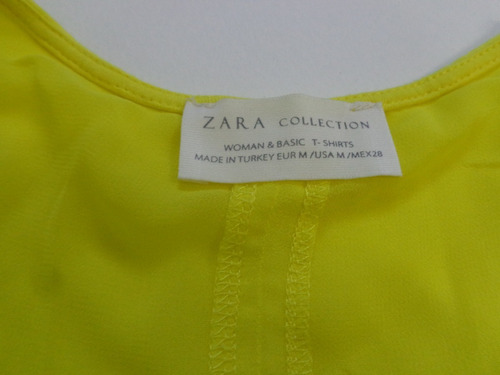 ZARA COLLECTION
WOMAN & BASIC T- SHIRTS
MADE IN TURKEY EUR M /USA M /MEX28